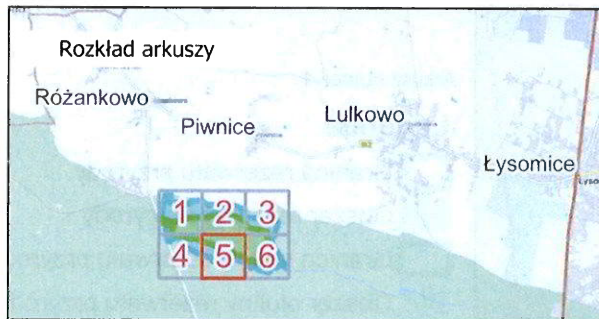 Rozkład arkuszy
Różankowo
Piwnice
Lulkowo
Łysomice
1 2 3
4 5 6